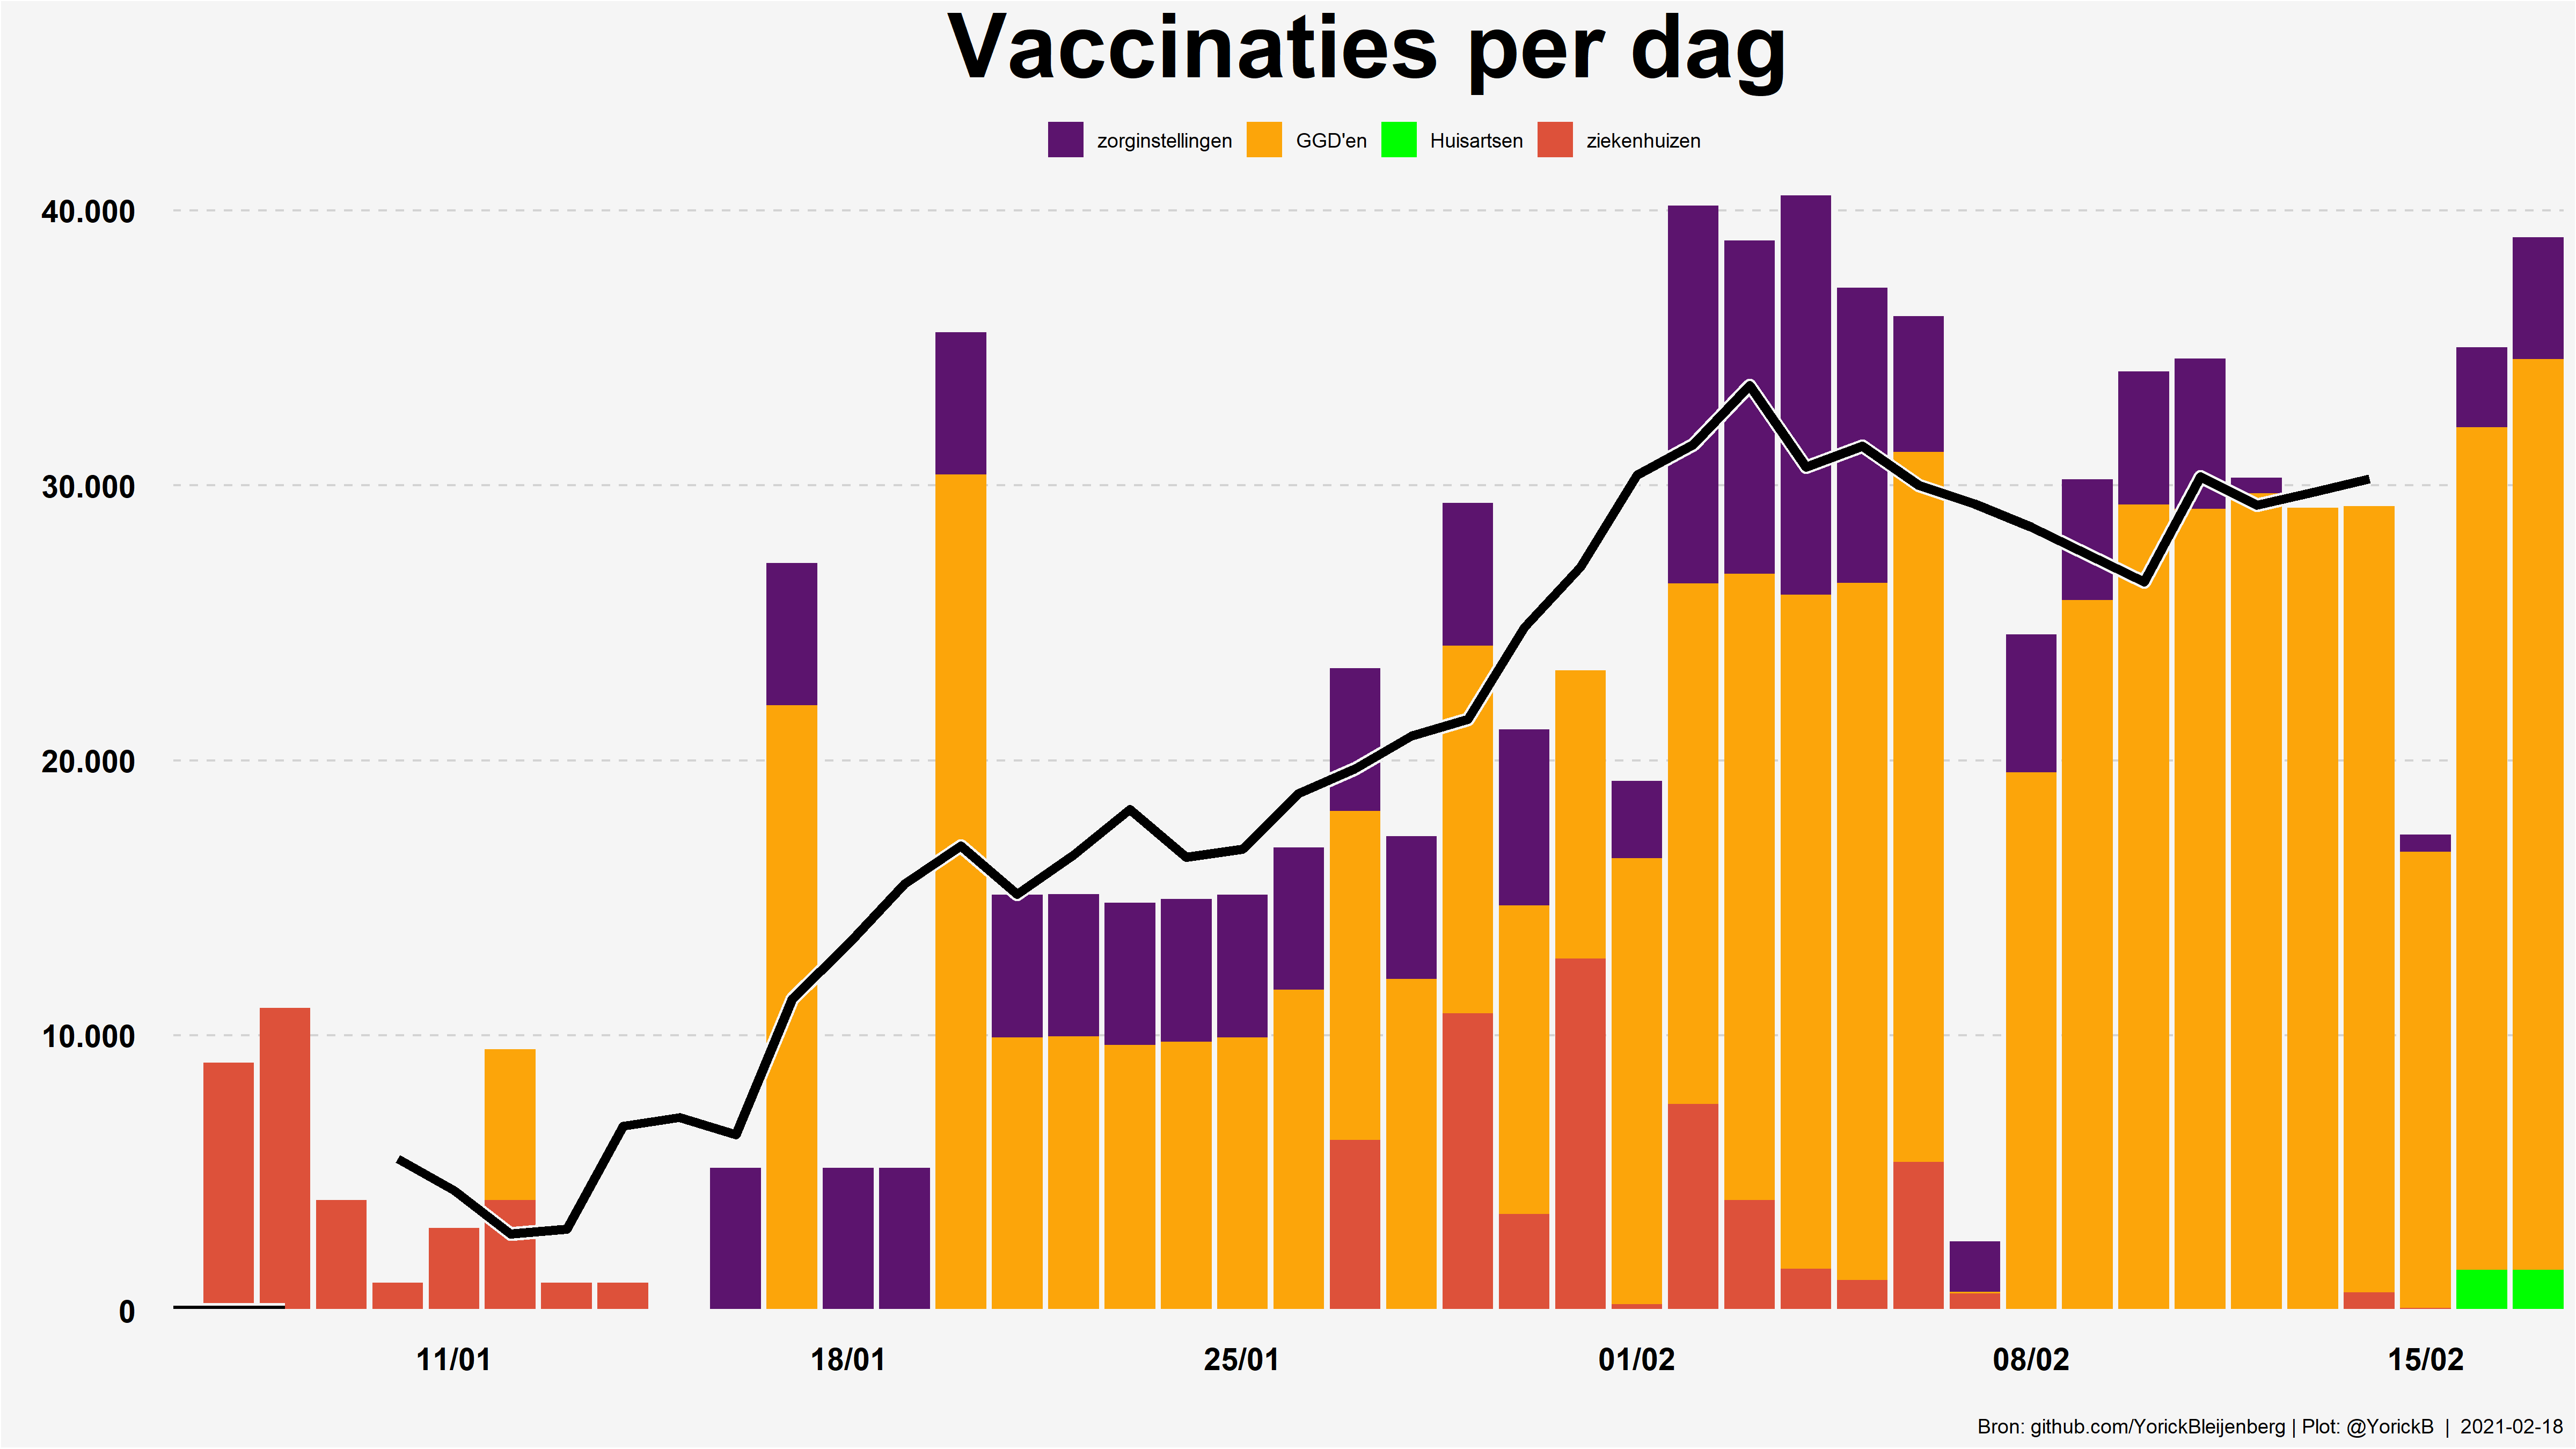 Vaccinaties per dag
zorginstellingen GGD'en Huisartsen ziekenhuizen
40.000
30.000
20.000
10.000
0
11/01 18/01 25/01 01/02 08/02 15/02
Bron: github.com/YorickBleijenberg | Plot: @YorickB | 2021-02-18